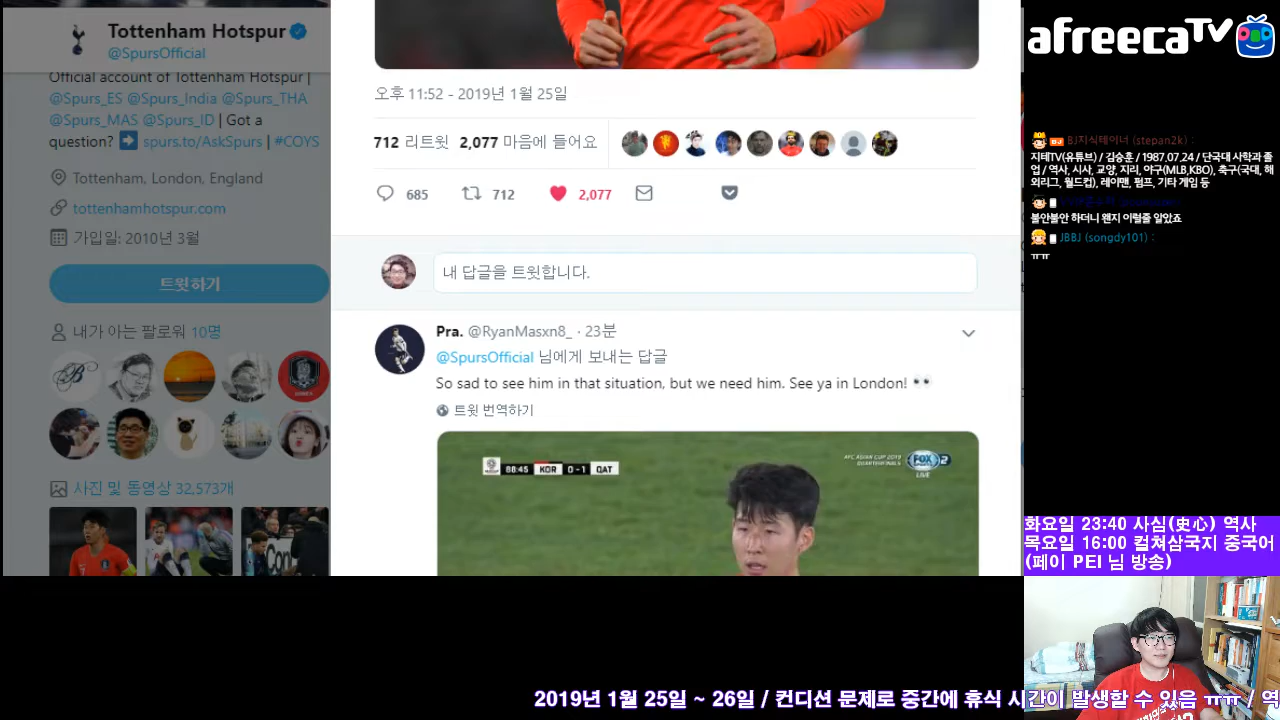 Tottenham Hotspur
@SpursOfficial
Official account of Tottenham Hotspur |
@Spurs_ES @Spurs_India @Spurs_THA
@Spurs_MAS @Spurs_ID | Got a
question? ➡ spurs.to/AskSpurs | #COYS
Tottenham, London, England
tottenhamhotspur.com
가입일: 2010년 3월
트윗하기
내가 아는 팔로워 10명
사진 및 동영상 32,573개
오후 11:52 - 2019년 1월 25일
712 리트윗 2,077 마음에 들어요
685 712 2,077
내 답글을 트윗합니다.
Pra. @RyanMasxn8_ · 23분
@SpursOfficial 님에게 보내는 답글
So sad to see him in that situation, but we need him. See ya in London! 👀
트윗 번역하기
88:45 KOR 0-1 QAT
AFC ASIAN CUP 2019
QUARTERFINALS
FOX 2
LIVE
afreecaTV
BJ BJ지식테이너 (stepan2k) :
지테TV(유튜브) / 김승훈 / 1987.07.24 / 단국대 사학과 졸
업 / 역사, 시사, 교양, 지리, 야구(MLB,KBO), 축구(국대, 해
외리그, 월드컵), 레이맨, 펌프, 기타 게임 등
불안불안 하더니 왠지 이럴줄 알았죠
JBBJ (songdy101) :
ㅠㅠ
화요일 23:40 사심(史心) 역사
목요일 16:00 컬쳐삼국지 중국어
(페이 PEI 님 방송)
2019년 1월 25일 ~ 26일 / 컨디션 문제로 중간에 휴식 시간이 발생할 수 있음 ㅠㅠ / 역